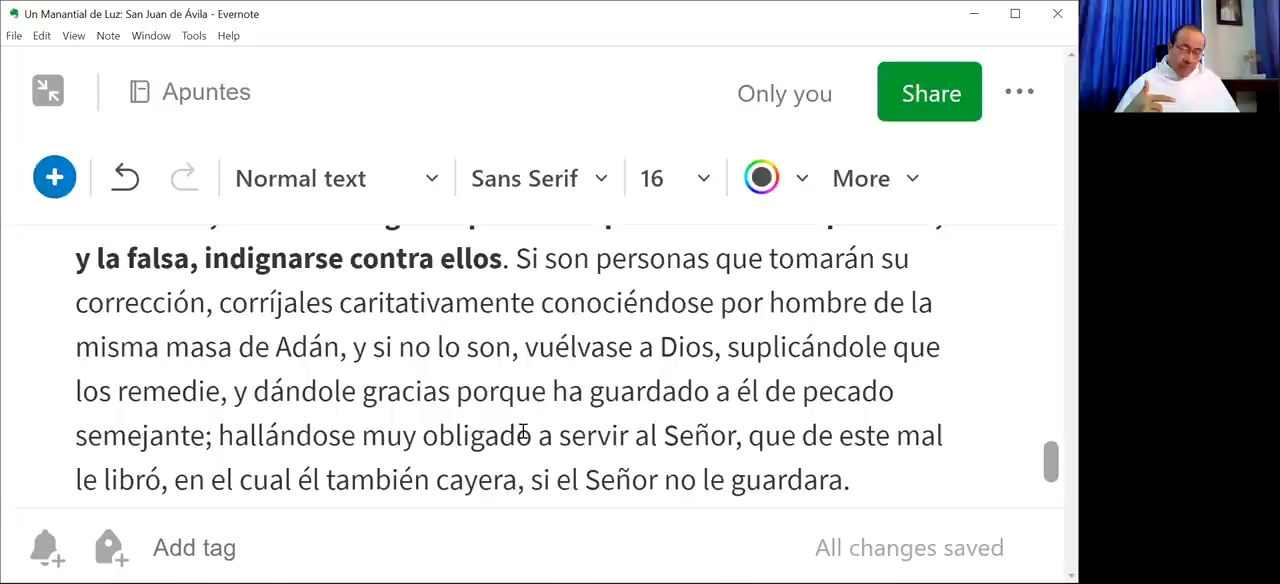 Un Manantial de Luz: San Juan de Ávila - Evernote
File Edit View Note Window Tools Help
Apuntes
Only you
Share
Normal text
Sans Serif
16
More
y la falsa, indignarse contra ellos. Si son personas que tomarán su
corrección, corríjales caritativamente conociéndose por hombre de la
misma masa de Adán, y si no lo son, vuélvase a Dios, suplicándole que
los remedie, y dándole gracias porque ha guardado a él de pecado
semejante; hallándose muy obligado a servir al Señor, que de este mal
le libró, en el cual él también cayera, si el Señor no le guardara.
Add tag
All changes saved